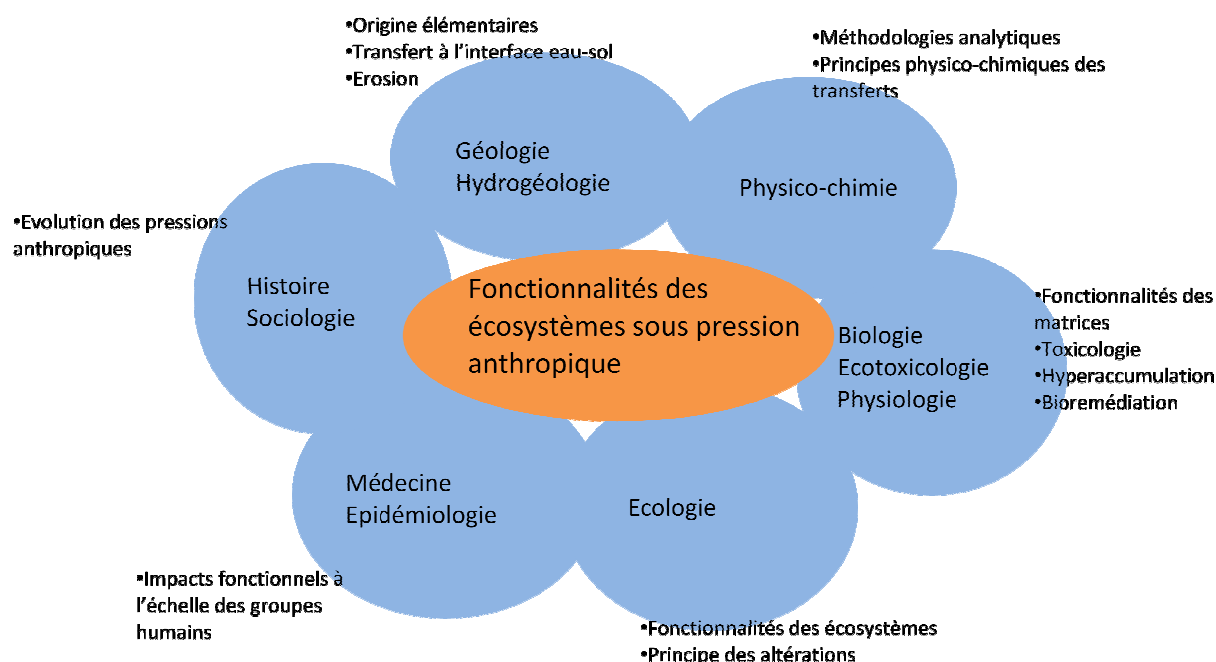 •Origine élémentaires
•Transfert à l'interface eau-sol
•Erosion
•Méthodologies analytiques
•Principes physico-chimiques des
transferts
Géologie
Hydrogéologie
Physico-chimie
•Evolution des pressions
anthropiques
Histoire
Sociologie
Fonctionnalités des
écosystèmes sous pression
anthropique
Biologie
Ecotoxicologie
Physiologie
•Fonctionnalités des
matrices
•Toxicologie
•Hyperaccumulation
•Bioremédiation
Médecine
Epidémiologie
Ecologie
•Impacts fonctionnels à
l'échelle des groupes
humains
•Fonctionnalités des écosystèmes
•Principe des altérations